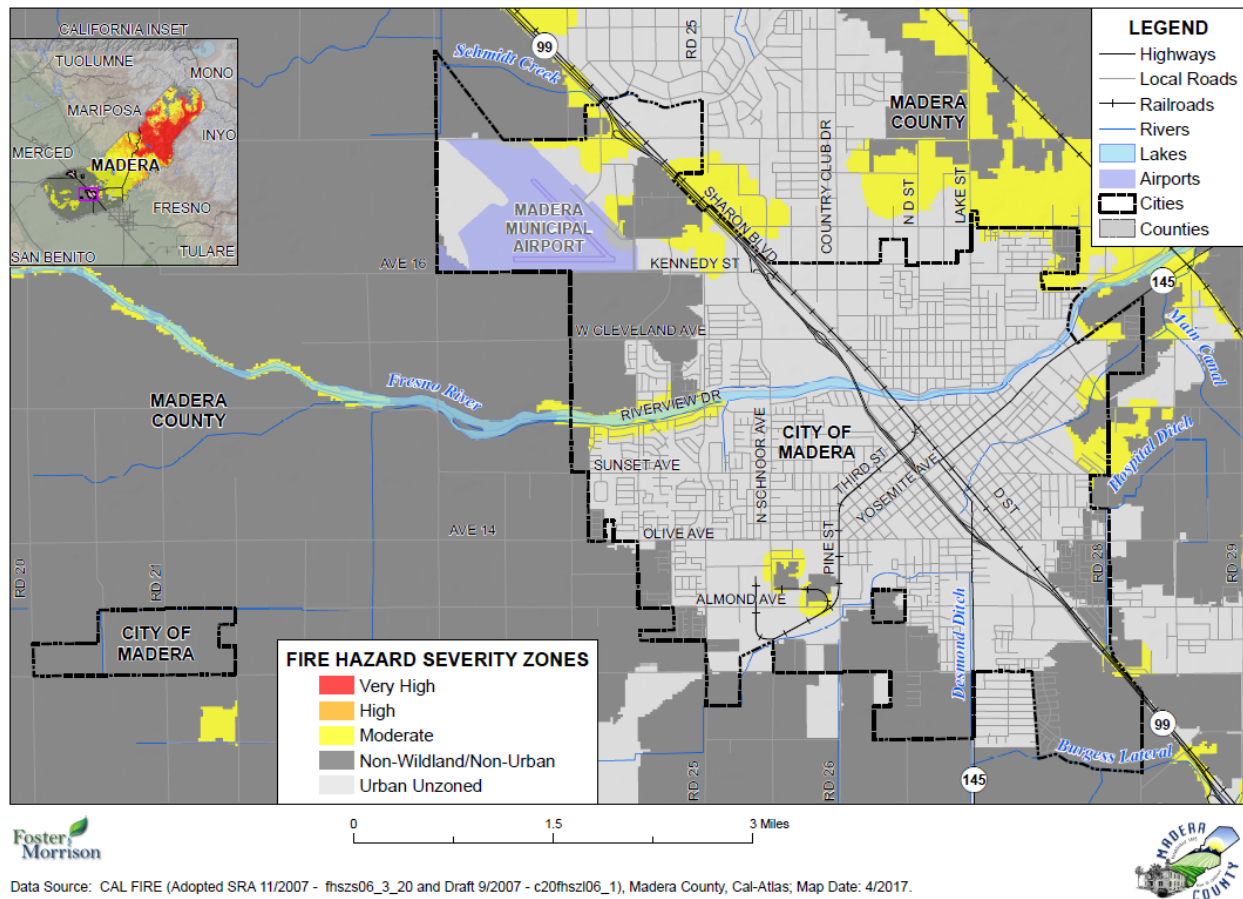 CALIFORNIA INSET
TUOLUMNE
MONO
MARIPOSA
INYO
MERCED
MADERA
FRESNO
TULARE
SAN BENITO
99
Schmidt Creek
RD 25
MADERA
COUNTY
COUNTRY CLUB DR
N D ST
LAKE ST
SHARON BLVD
MADERA
MUNICIPAL
AIRPORT
AVE 16
KENNEDY ST
LEGEND
Highways
Local Roads
Railroads
Rivers
Lakes
Airports
Cities
Counties
145
Main Canal
W CLEVELAND AVE
Fresno River
MADERA
COUNTY
RIVERVIEW DR
CITY OF
MADERA
N SCHNOOR AVE
SUNSET AVE
THIRD ST
YOSEMITE AVE
D ST
Hospital Ditch
AVE 14
OLIVE AVE
PINE ST
RD 20
RD 21
RD 28
RD 29
ALMOND AVE
CITY OF
MADERA
Desmond Ditch
FIRE HAZARD SEVERITY ZONES
Very High
High
Moderate
Non-Wildland/Non-Urban
Urban Unzoned
RD 25
RD 26
145
99
Burgess Lateral
Foster
Morrison
0
1.5
3 Miles
MADERA
COUNTY
Data Source: CAL FIRE (Adopted SRA 11/2007 - fhszs06_3_20 and Draft 9/2007 - c20fhszl06_1), Madera County, Cal-Atlas; Map Date: 4/2017.